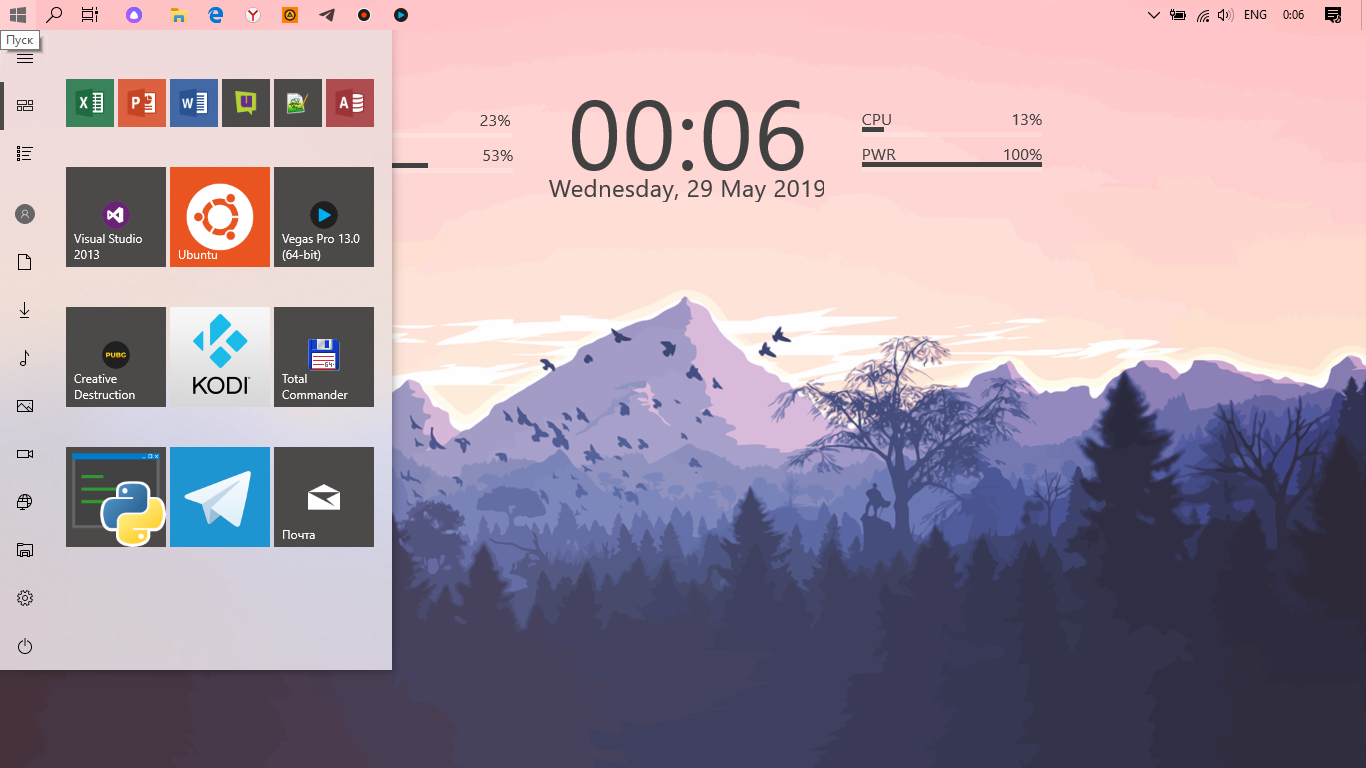 ENG
0:06
Пуск
X
P
W
u
A
23%
53%
00:06
Wednesday, 29 May 2019
CPU
13%
PWR
100%
Visual Studio
2013
Ubuntu
Vegas Pro 13.0
(64-bit)
PUBG
Creative
Destruction
KODI
64
Total
Commander
Почта